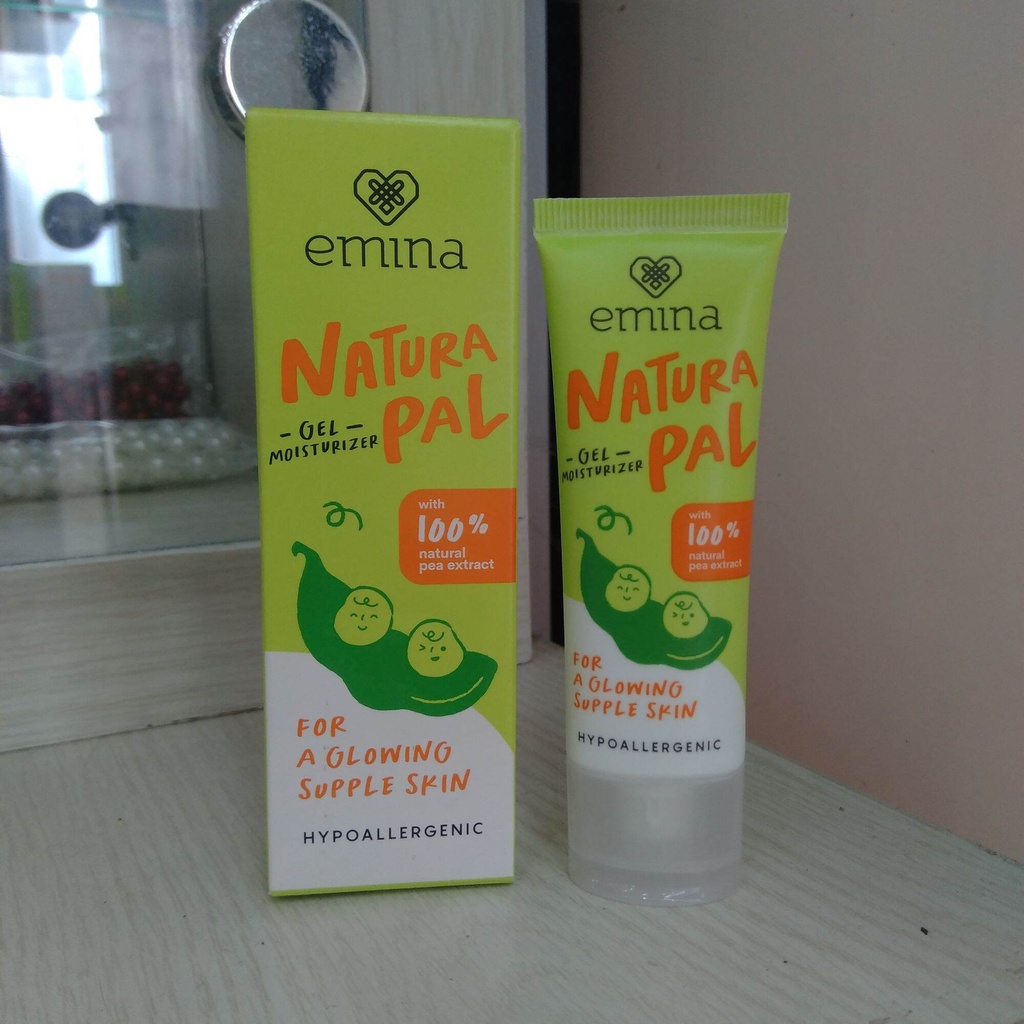 emina
NATURA
PAL
- GEL -
MOISTURIZER
with
100%
natural
pea extract
FOR
A GLOWING
SUPPLE SKIN
HYPOALLERGENIC
emina
NATURA
PAL
- GEL -
MOISTURIZER
with
100%
natural
pea extract
FOR
A GLOWING
SUPPLE SKIN
HYPOALLERGENIC